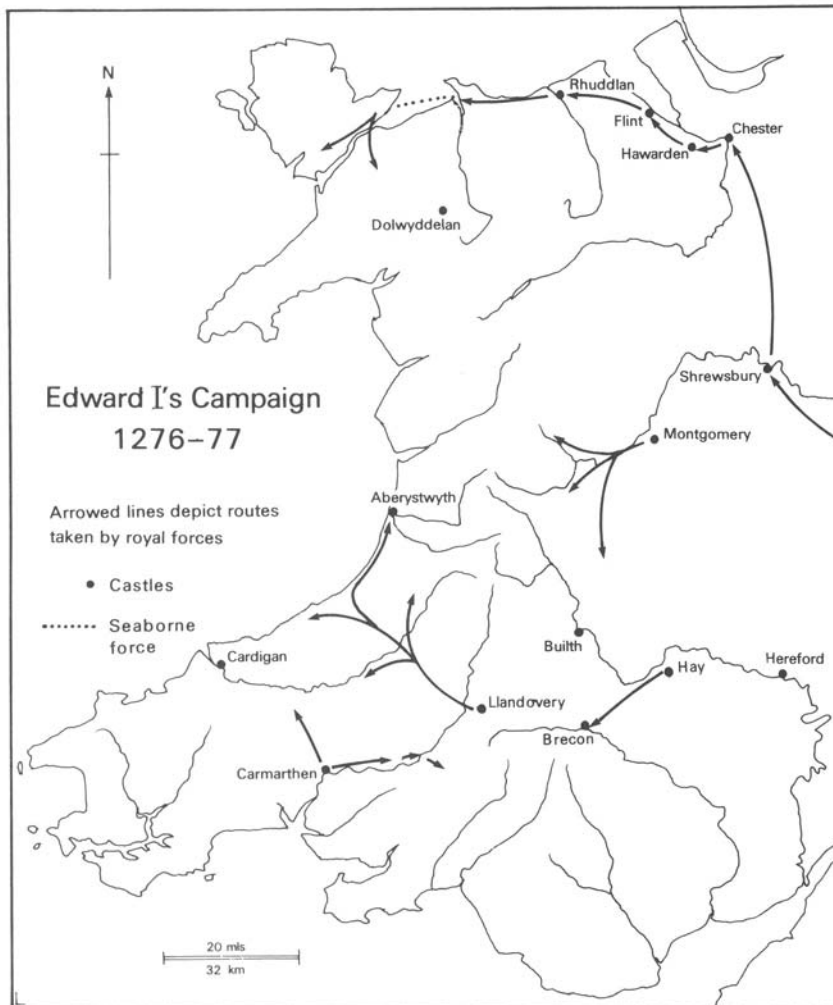 N
Rhuddlan
Flint
Chester
Hawarden
Dolwyddelan
Shrewsbury
Edward I's Campaign
1276–77
Montgomery
Arrowed lines depict routes
taken by royal forces
Aberystwyth
Castles
Seaborne
force
Builth
Cardigan
Hay
Hereford
Llandovery
Brecon
Carmarthen
20 mls
32 km